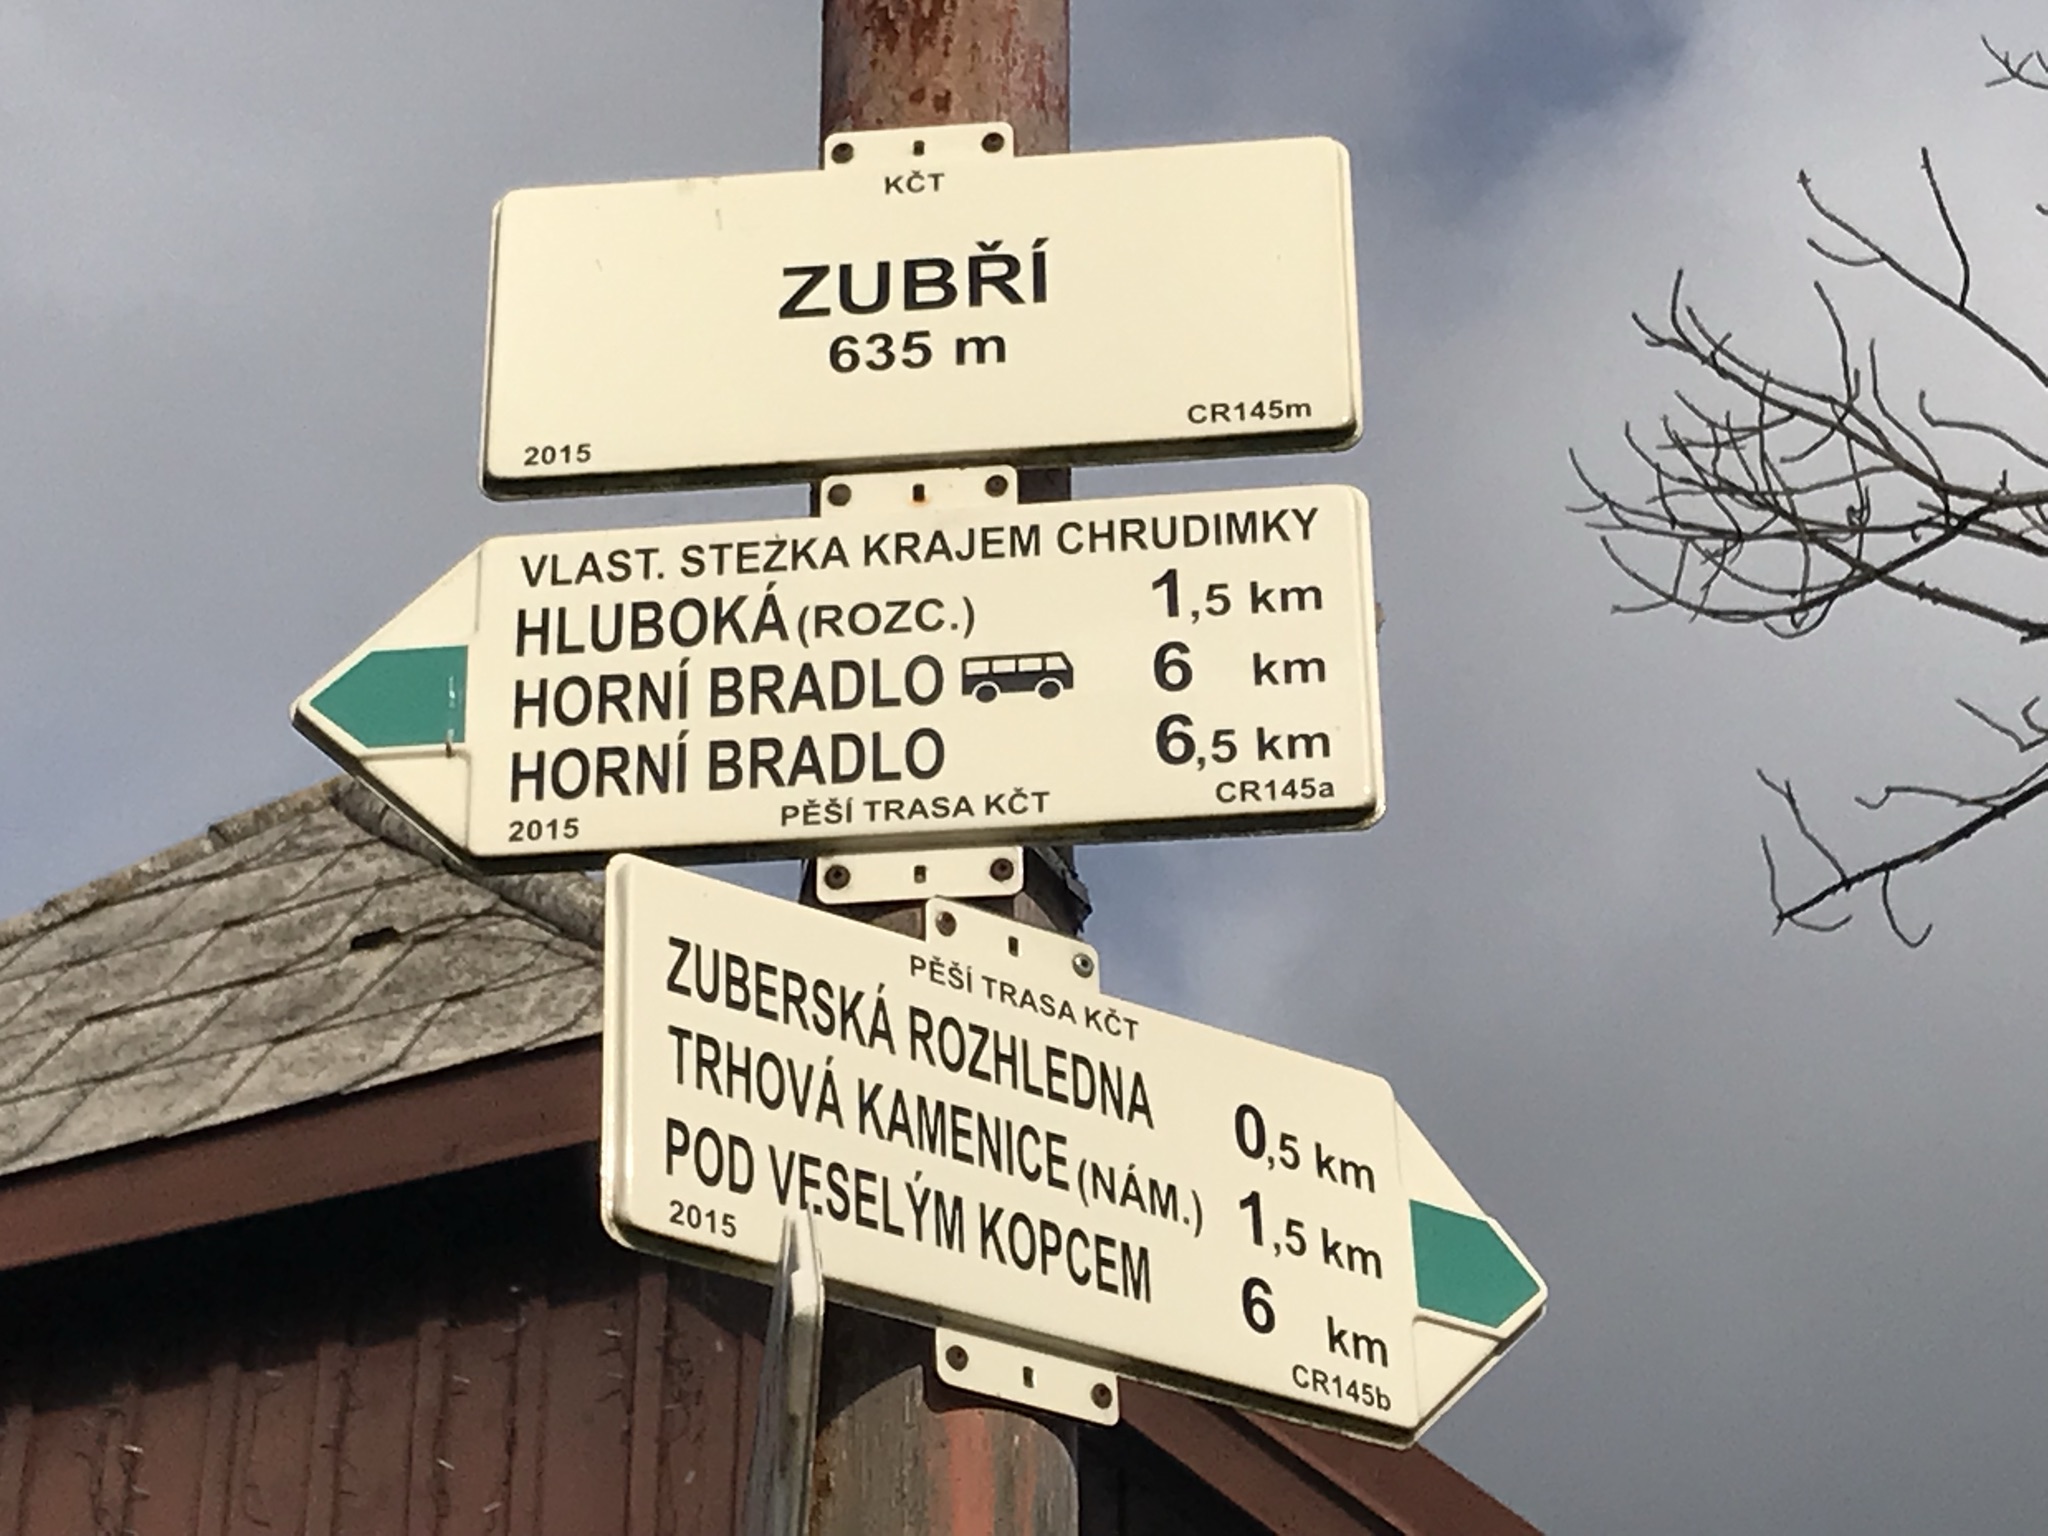 KČT
ZUBŘÍ
635 m
2015 CR145m
VLAST. STEZKA KRAJEM CHRUDIMKY
HLUBOKÁ (ROZC.) 1,5 km
HORNÍ BRADLO 6 km
HORNÍ BRADLO 6,5 km
2015 PĚŠÍ TRASA KČT CR145a
PĚŠÍ TRASA KČT
ZUBERSKÁ ROZHLEDNA 0,5 km
TRHOVÁ KAMENICE (NÁM.) 1,5 km
POD VESELÝM KOPCEM 6 km
2015 CR145b